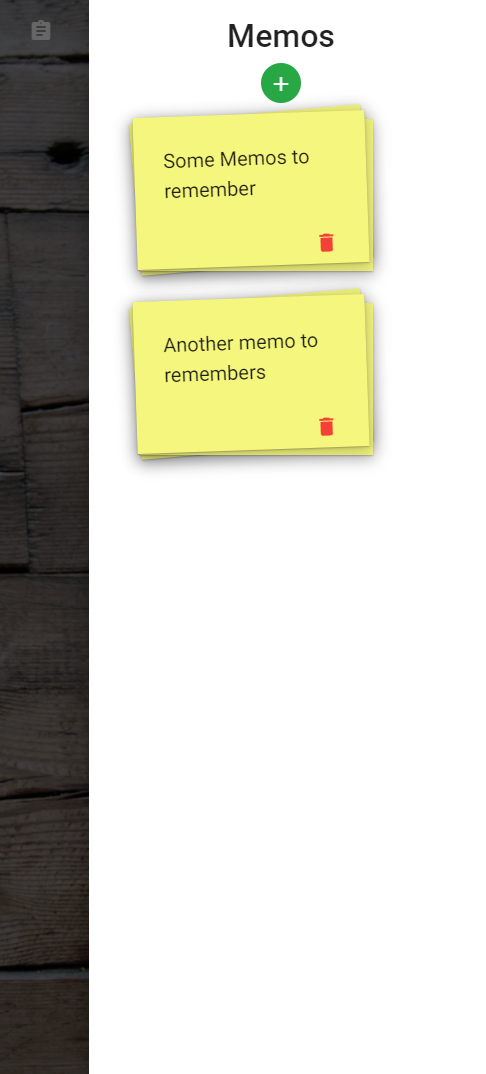 Memos
+
Some Memos to
remember
Another memo to
remembers